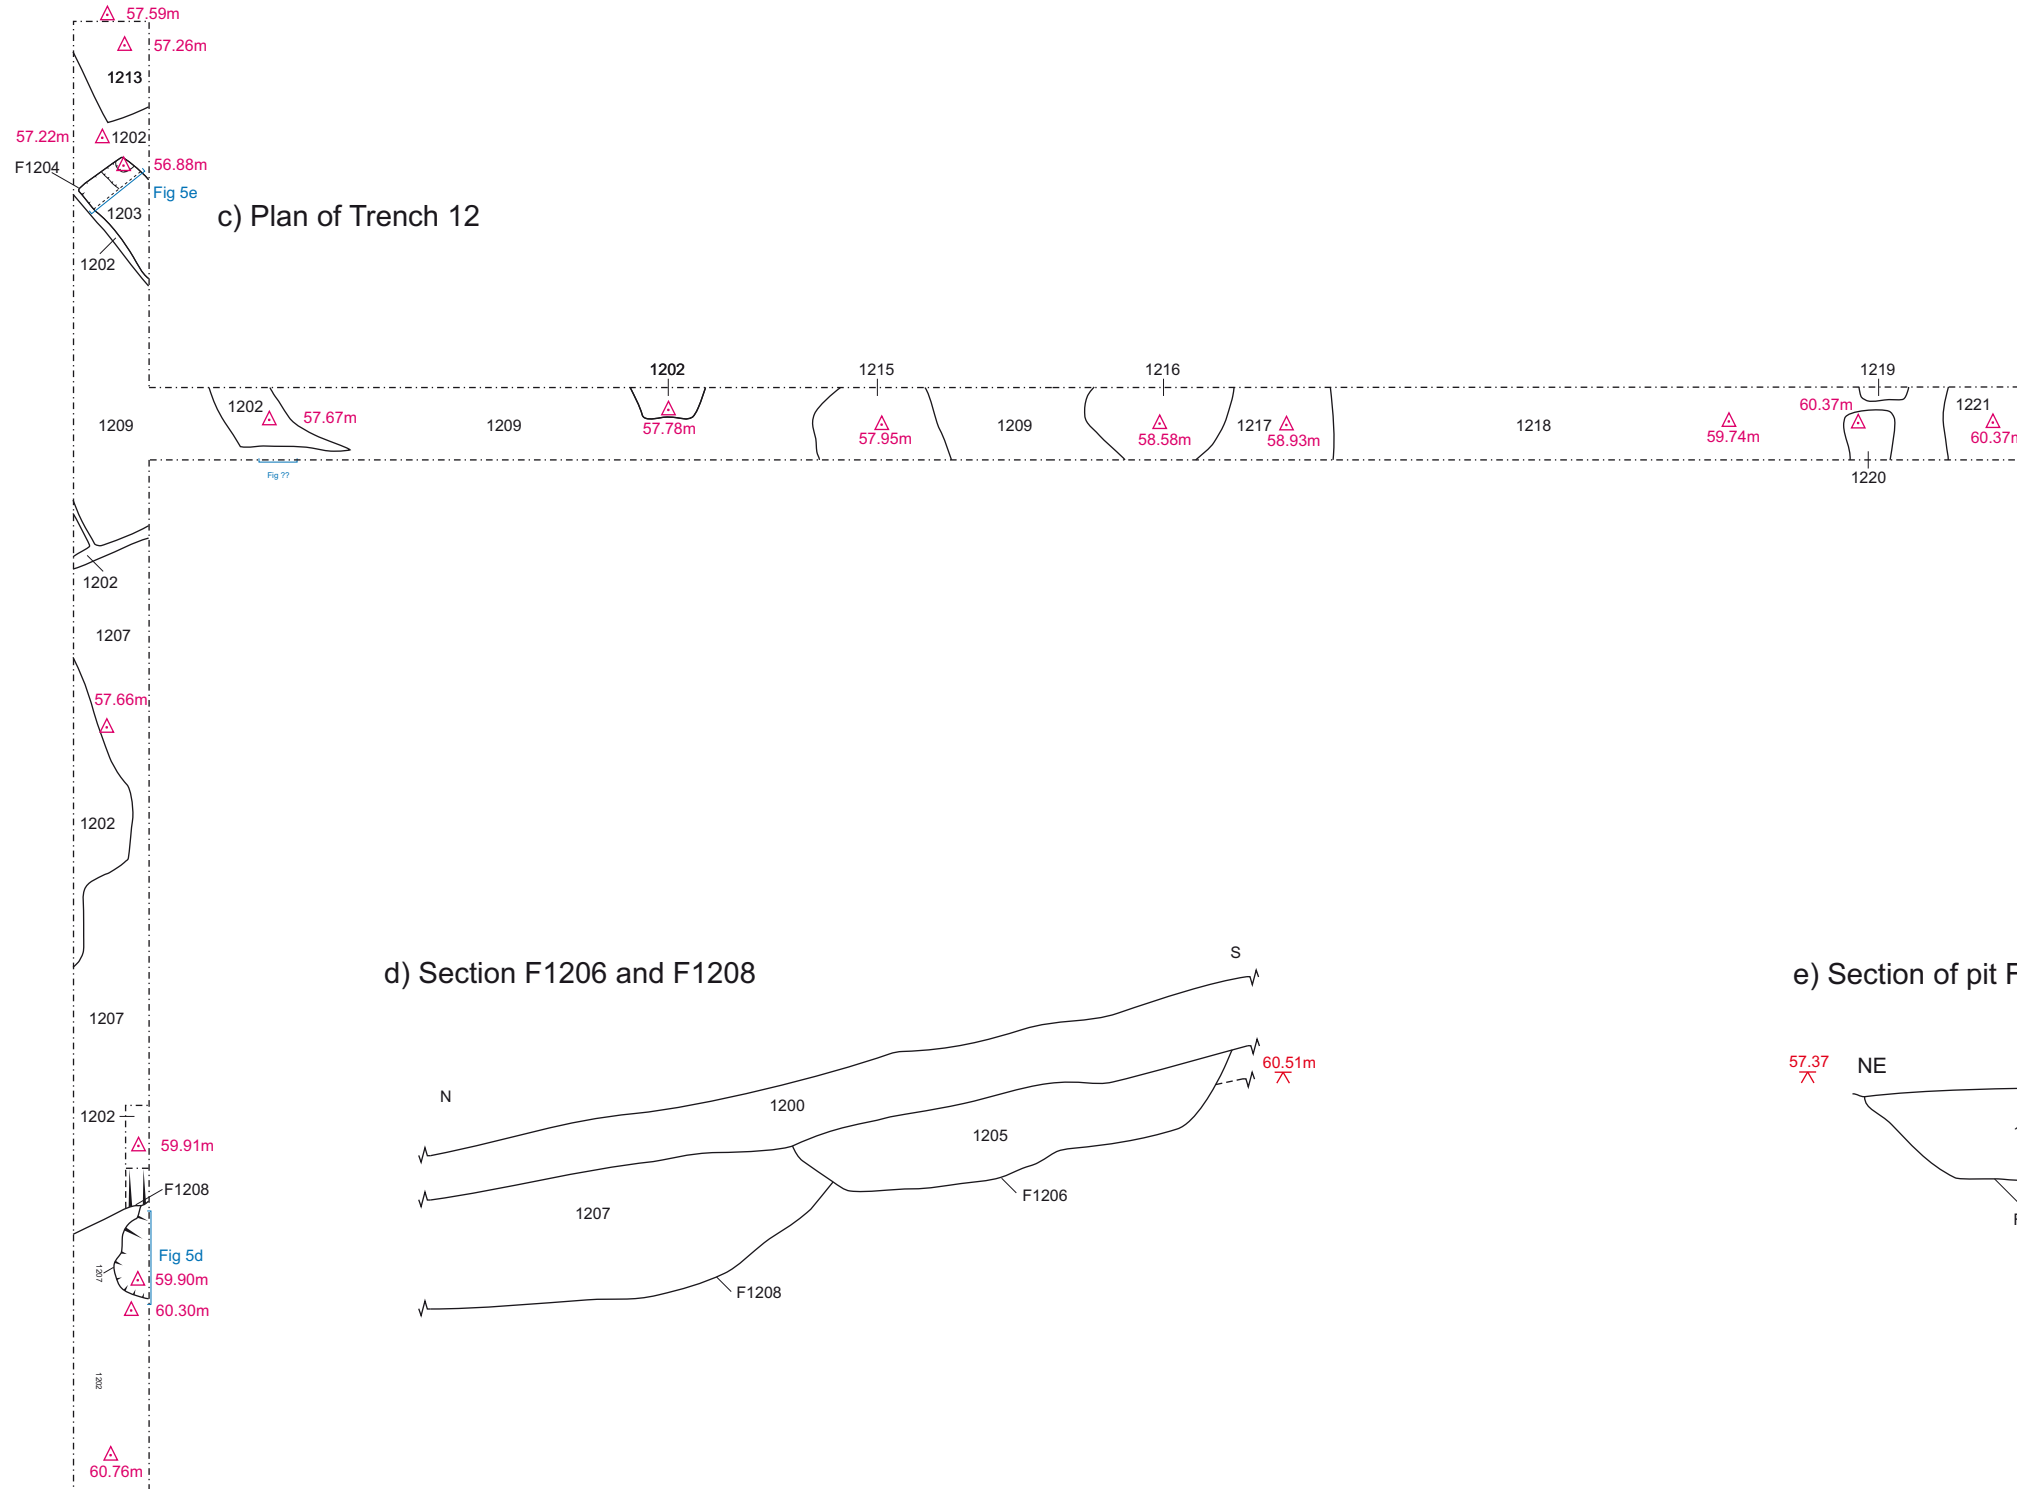 57.59m
57.26m
1213
57.22m
1202
F1204
56.88m
Fig 5e
1203
c) Plan of Trench 12
1202
1202
1215
1216
1219
1209
1202
57.67m
1209
57.78m
57.95m
1209
58.58m
1217
58.93m
1218
59.74m
60.37m
1221
60.37m
Fig ??
1220
1202
1207
57.66m
1202
1207
1202
59.91m
F1208
Fig 5d
1207
59.90m
60.30m
1202
60.76m
d) Section F1206 and F1208
S
N
60.51m
1200
1205
F1206
1207
F1208
e) Section of pit F
57.37
NE